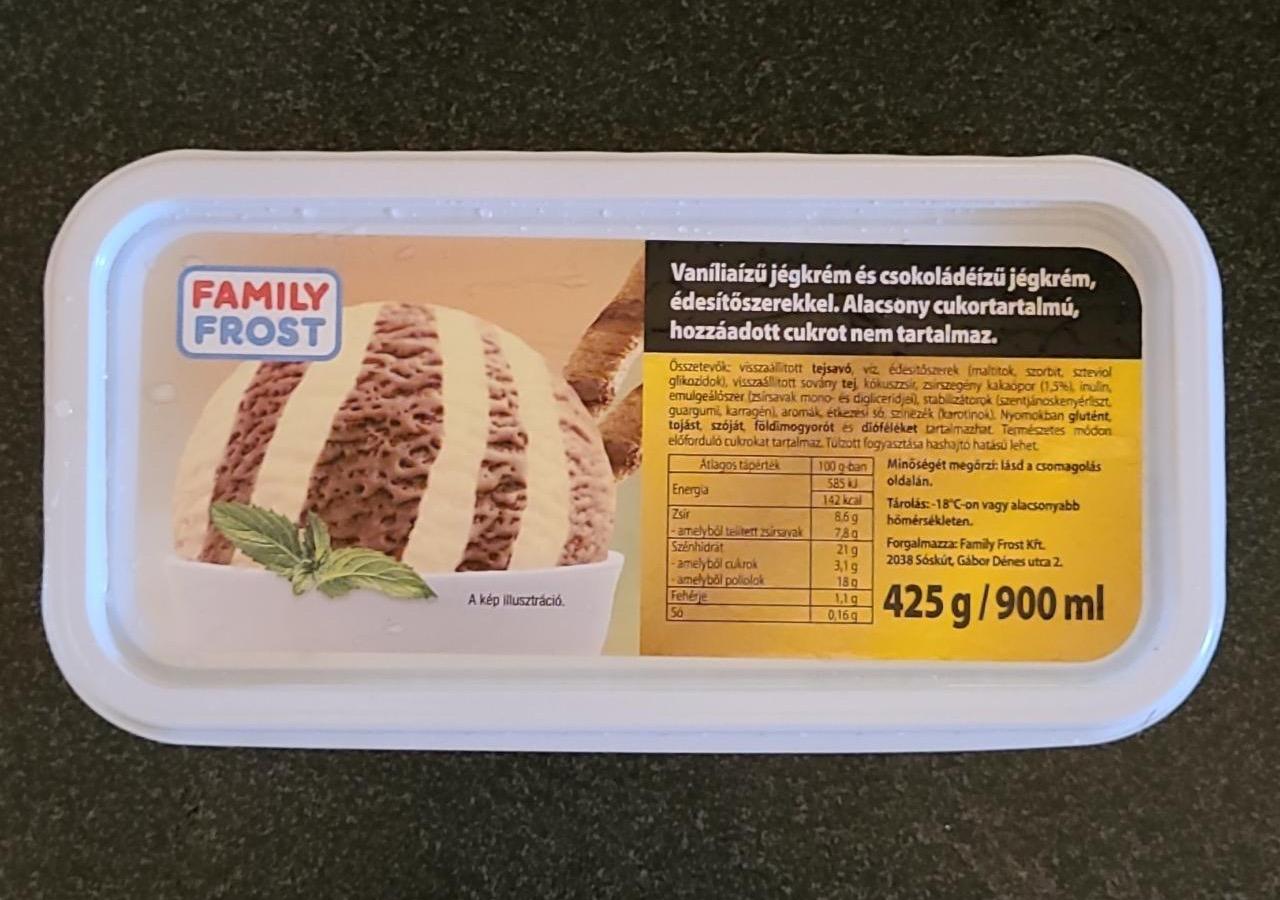 FAMILY
FROST
A kép illusztráció.
Vaníliaízű jégkrém és csokoládéízű jégkrém,
édesítőszerekkel. Alacsony cukortartalmú,
hozzáadott cukrot nem tartalmaz.
Összetevők: visszaállított tejsavó, víz, édesítőszerek (maltitok, szorbit, szteviol
glikozidok), visszaállított sovány tej, kókuszzsír, zsírszegény kakaópor (1,5%), inulin,
emulgeálószer (zsírsavak mono- és digliceridjei), stabilizátorok (szentjánoskenyérliszt,
guargumi, karragén), aromák, étkezési só, színezék (karotinok). Nyomokban glutént,
tojást, szóját, földimogyorót és dióféléket tartalmazhat. Természetes módon
előforduló cukrokat tartalmaz. Túlzott fogyasztása hashajtó hatású lehet.
Átlagos tápérték 100 g-ban
Energia 585 kJ
142 kcal
Zsír 8,6 g
- amelyből telített zsírsavak 7,8 g
Szénhidrát 21 g
- amelyből cukrok 3,1 g
- amelyből poliolok 18 g
Fehérje 1,1 g
Só 0,16 g
Minőségét megőrzi: lásd a csomagolás
oldalán.
Tárolás: -18°C-on vagy alacsonyabb
hőmérsékleten.
Forgalmazza: Family Frost Kft.
2038 Sóskút, Gábor Dénes utca 2.
425 g / 900 ml